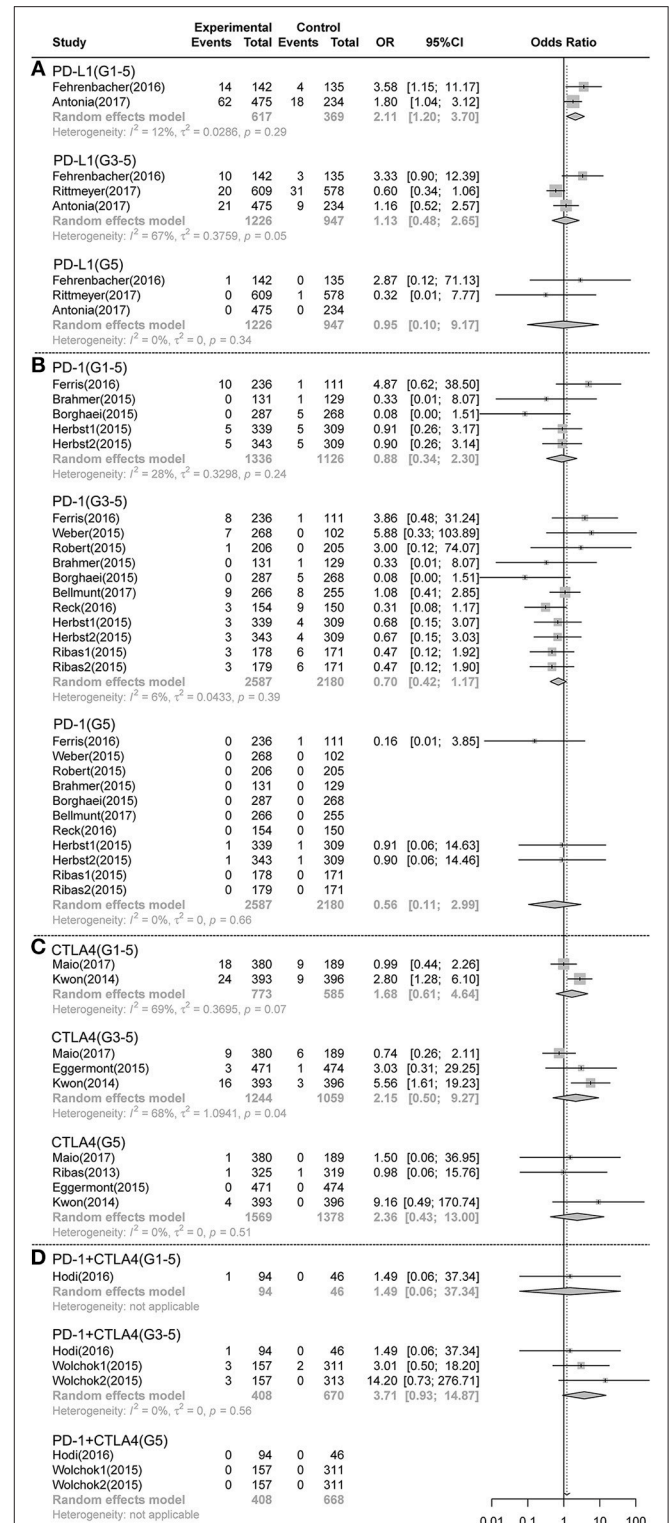 Experimental Control
Study Events Total Events Total OR 95%CI Odds Ratio
A PD-L1(G1-5)
Fehrenbacher(2016) 14 142 4 135 3.58 [1.15; 11.17]
Antonia(2017) 62 475 18 234 1.80 [1.04; 3.12]
Random effects model 617 369 2.11 [1.20; 3.70]
Heterogeneity: I² = 12%, τ² = 0.0286, p = 0.29
PD-L1(G3-5)
Fehrenbacher(2016) 10 142 3 135 3.33 [0.90; 12.39]
Rittmeyer(2017) 20 609 31 578 0.60 [0.34; 1.06]
Antonia(2017) 21 475 9 234 1.16 [0.52; 2.57]
Random effects model 1226 947 1.13 [0.48; 2.65]
Heterogeneity: I² = 67%, τ² = 0.3759, p = 0.05
PD-L1(G5)
Fehrenbacher(2016) 1 142 0 135 2.87 [0.12; 71.13]
Rittmeyer(2017) 0 609 1 578 0.32 [0.01; 7.77]
Antonia(2017) 0 475 0 234
Random effects model 1226 947 0.95 [0.10; 9.17]
Heterogeneity: I² = 0%, τ² = 0, p = 0.34
B PD-1(G1-5)
Ferris(2016) 10 236 1 111 4.87 [0.62; 38.50]
Brahmer(2015) 0 131 1 129 0.33 [0.01; 8.07]
Borghaei(2015) 0 287 5 268 0.08 [0.00; 1.51]
Herbst1(2015) 5 339 5 309 0.91 [0.26; 3.17]
Herbst2(2015) 5 343 5 309 0.90 [0.26; 3.14]
Random effects model 1336 1126 0.88 [0.34; 2.30]
Heterogeneity: I² = 28%, τ² = 0.3298, p = 0.24
PD-1(G3-5)
Ferris(2016) 8 236 1 111 3.86 [0.48; 31.24]
Weber(2015) 7 268 0 102 5.88 [0.33; 103.89]
Robert(2015) 1 206 0 205 3.00 [0.12; 74.07]
Brahmer(2015) 0 131 1 129 0.33 [0.01; 8.07]
Borghaei(2015) 0 287 5 268 0.08 [0.00; 1.51]
Bellmunt(2017) 9 266 8 255 1.08 [0.41; 2.85]
Reck(2016) 3 154 9 150 0.31 [0.08; 1.17]
Herbst1(2015) 3 339 4 309 0.68 [0.15; 3.07]
Herbst2(2015) 3 343 4 309 0.67 [0.15; 3.03]
Ribas1(2015) 3 178 6 171 0.47 [0.12; 1.92]
Ribas2(2015) 3 179 6 171 0.47 [0.12; 1.90]
Random effects model 2587 2180 0.70 [0.42; 1.17]
Heterogeneity: I² = 6%, τ² = 0.0433, p = 0.39
PD-1(G5)
Ferris(2016) 0 236 1 111 0.16 [0.01; 3.85]
Weber(2015) 0 268 0 102
Robert(2015) 0 206 0 205
Brahmer(2015) 0 131 0 129
Borghaei(2015) 0 287 0 268
Bellmunt(2017) 0 266 0 255
Reck(2016) 0 154 0 150
Herbst1(2015) 1 339 1 309 0.91 [0.06; 14.63]
Herbst2(2015) 1 343 1 309 0.90 [0.06; 14.46]
Ribas1(2015) 0 178 0 171
Ribas2(2015) 0 179 0 171
Random effects model 2587 2180 0.56 [0.11; 2.99]
Heterogeneity: I² = 0%, τ² = 0, p = 0.66
C CTLA4(G1-5)
Maio(2017) 18 380 9 189 0.99 [0.44; 2.26]
Kwon(2014) 24 393 9 396 2.80 [1.28; 6.10]
Random effects model 773 585 1.68 [0.61; 4.64]
Heterogeneity: I² = 69%, τ² = 0.3695, p = 0.07
CTLA4(G3-5)
Maio(2017) 9 380 6 189 0.74 [0.26; 2.11]
Eggermont(2015) 3 471 1 474 3.03 [0.31; 29.25]
Kwon(2014) 16 393 3 396 5.56 [1.61; 19.23]
Random effects model 1244 1059 2.15 [0.50; 9.27]
Heterogeneity: I² = 68%, τ² = 1.0941, p = 0.04
CTLA4(G5)
Maio(2017) 1 380 0 189 1.50 [0.06; 36.95]
Ribas(2013) 1 325 1 319 0.98 [0.06; 15.76]
Eggermont(2015) 0 471 0 474
Kwon(2014) 4 393 0 396 9.16 [0.49; 170.74]
Random effects model 1569 1378 2.36 [0.43; 13.00]
Heterogeneity: I² = 0%, τ² = 0, p = 0.51
D PD-1+CTLA4(G1-5)
Hodi(2016) 1 94 0 46 1.49 [0.06; 37.34]
Random effects model 94 46 1.49 [0.06; 37.34]
Heterogeneity: not applicable
PD-1+CTLA4(G3-5)
Hodi(2016) 1 94 0 46 1.49 [0.06; 37.34]
Wolchok1(2015) 3 157 2 311 3.01 [0.50; 18.20]
Wolchok2(2015) 3 157 0 313 14.20 [0.73; 276.71]
Random effects model 408 670 3.71 [0.93; 14.87]
Heterogeneity: I² = 0%, τ² = 0, p = 0.56
PD-1+CTLA4(G5)
Hodi(2016) 0 94 0 46
Wolchok1(2015) 0 157 0 311
Wolchok2(2015) 0 157 0 311
Random effects model 408 668
Heterogeneity: not applicable
0.01 0.1 1 10 100